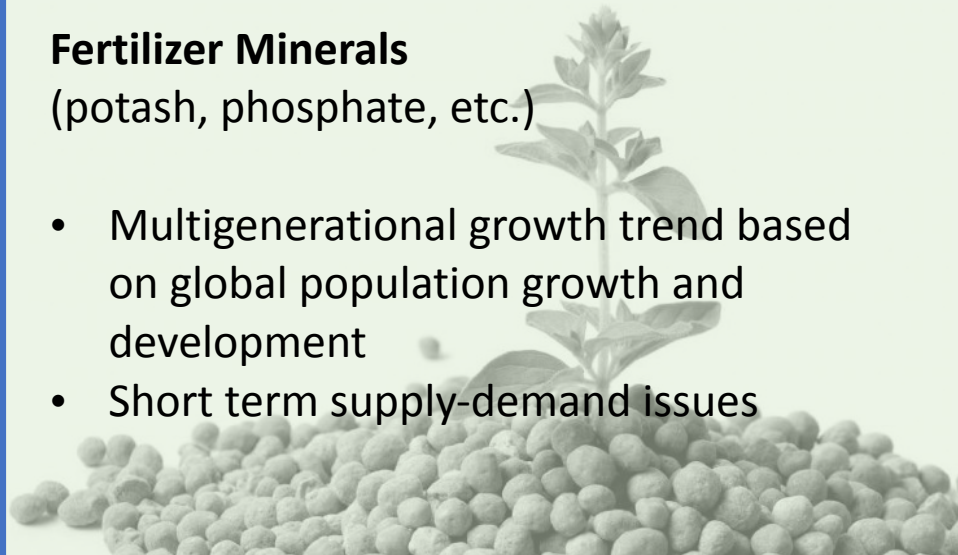 Fertilizer Minerals
(potash, phosphate, etc.)
• Multigenerational growth trend based
on global population growth and
development
• Short term supply-demand issues